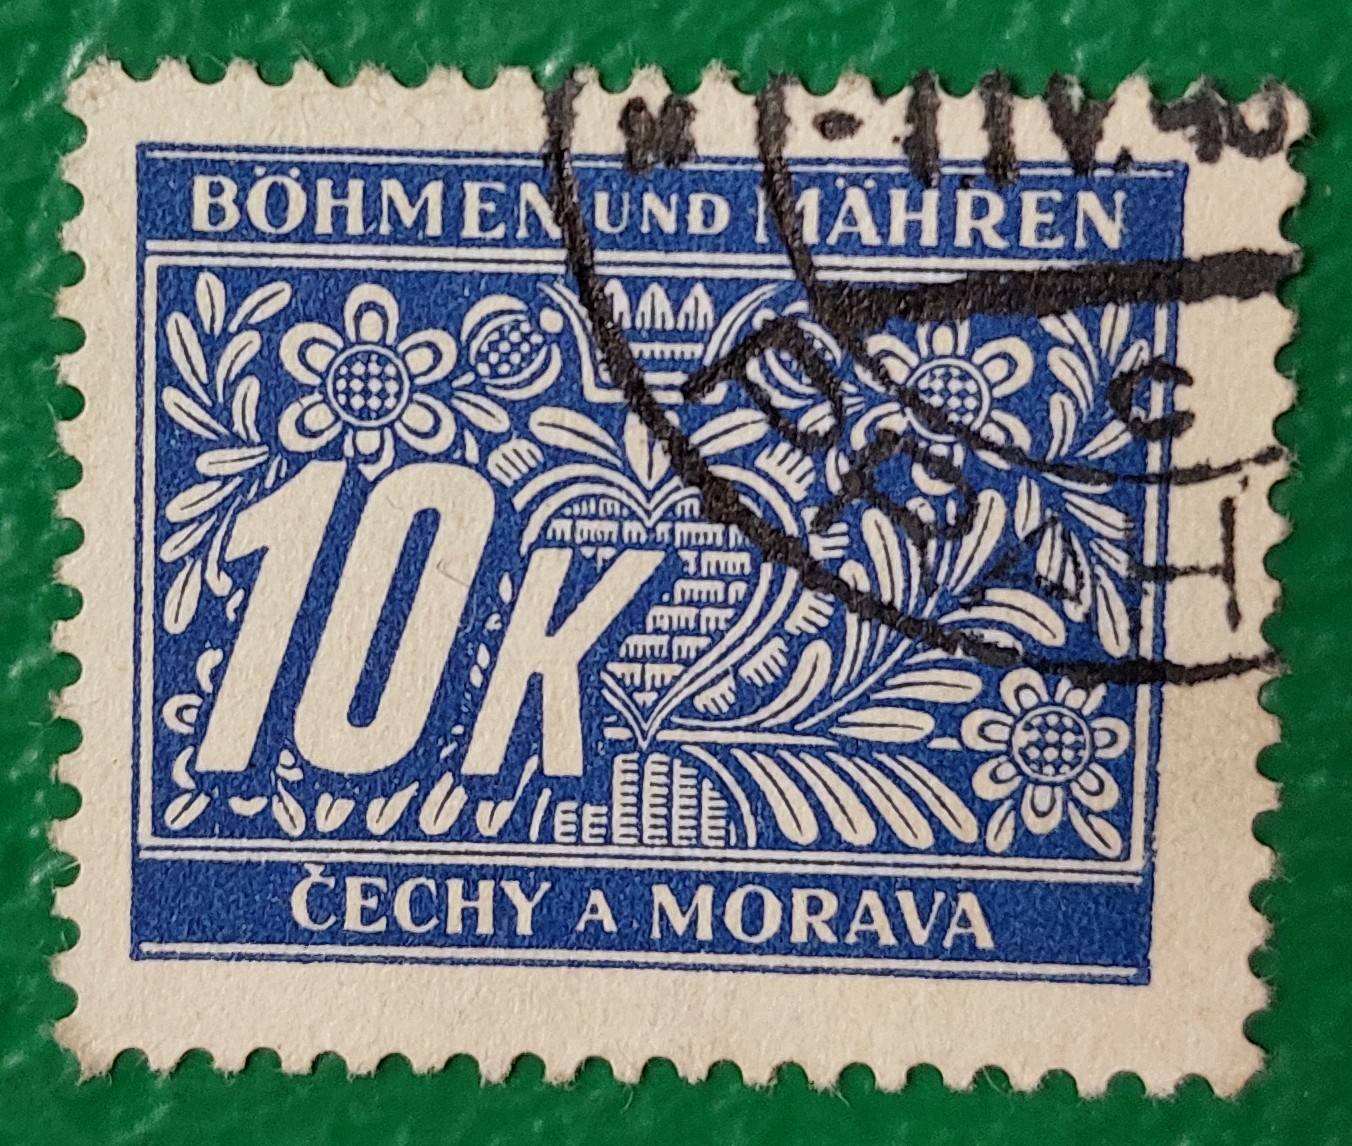 BÖHMEN UND MÄHREN
10K
ČECHY A MORAVA